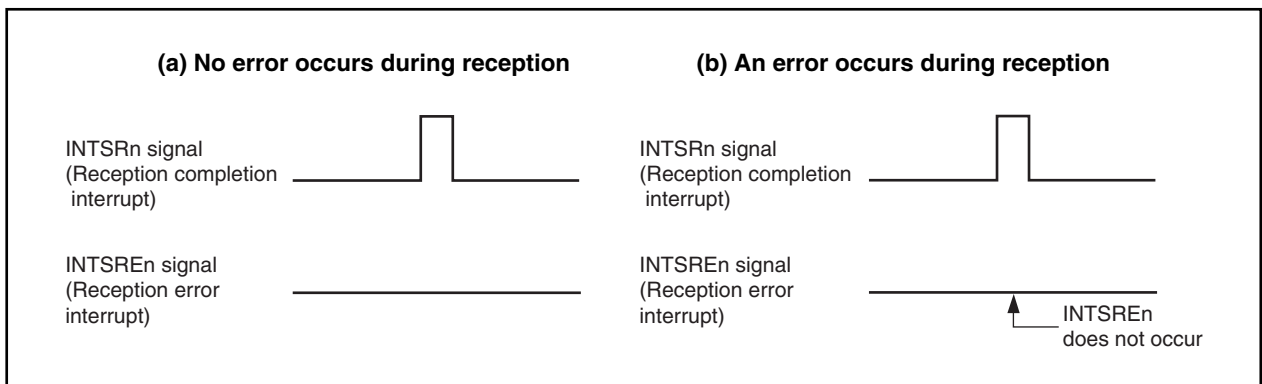 (a) No error occurs during reception
INTSRn signal
(Reception completion
interrupt)
INTSREn signal
(Reception error
interrupt)
(b) An error occurs during reception
INTSRn signal
(Reception completion
interrupt)
INTSREn signal
(Reception error
interrupt)
INTSREn
does not occur